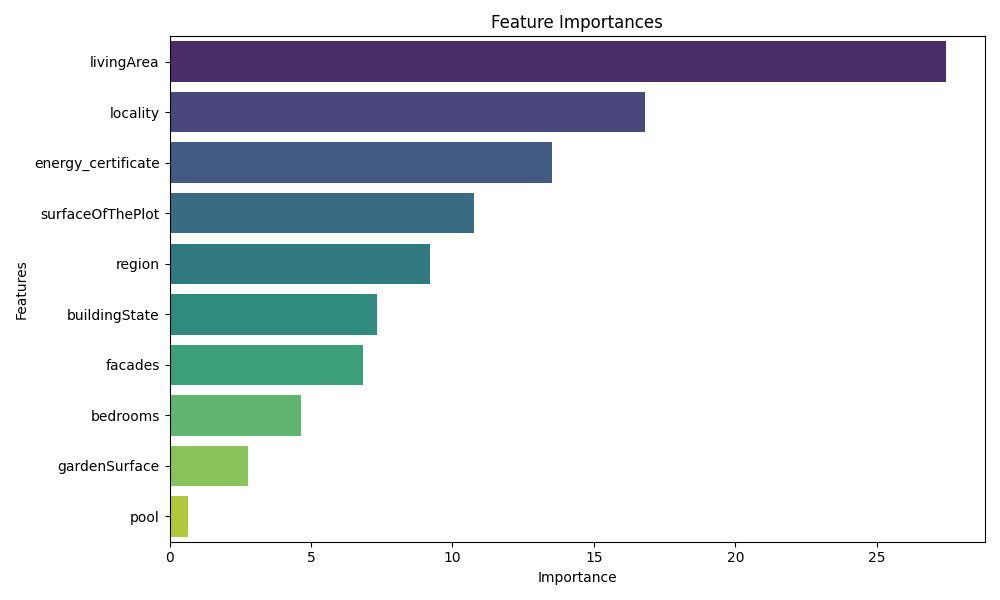 Feature Importances
Features
livingArea
locality
energy_certificate
surfaceOfThePlot
region
buildingState
facades
bedrooms
gardenSurface
pool
0 5 10 15 20 25
Importance